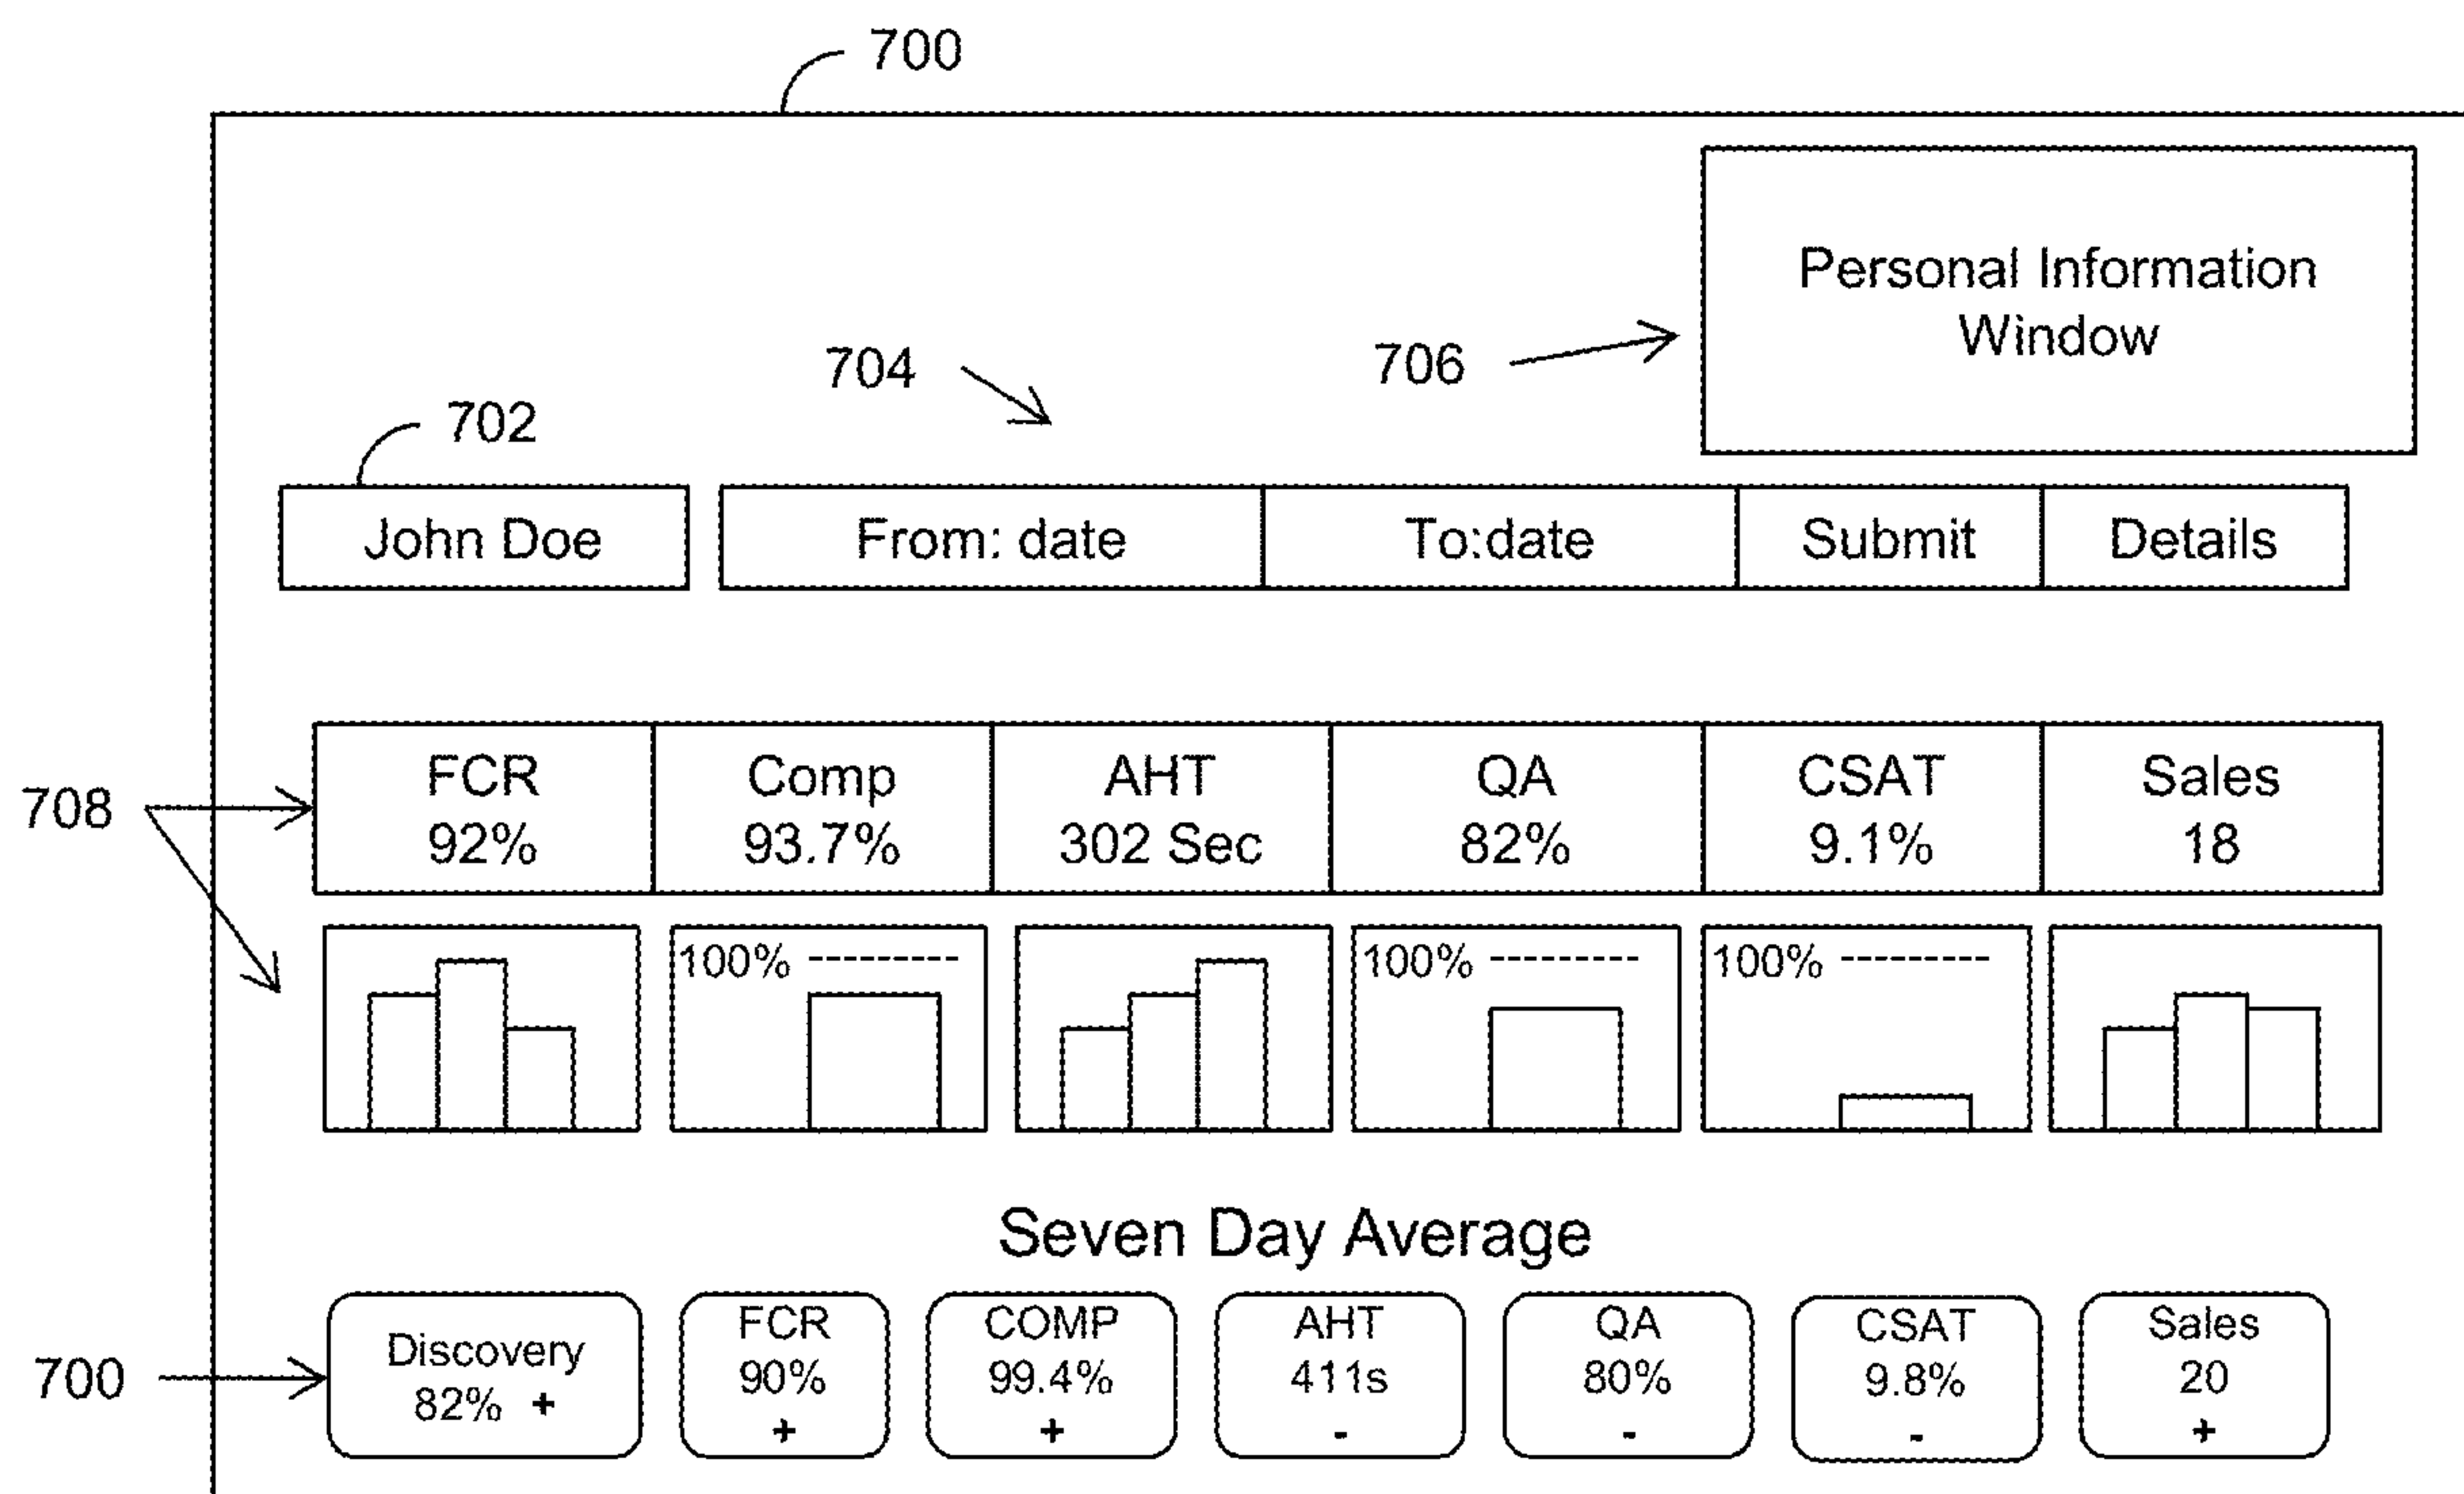 700
Personal Information
Window
704
706
702
John Doe
From: date
To:date
Submit
Details
708
FCR
92%
Comp
93.7%
AHT
302 Sec
QA
82%
CSAT
9.1%
Sales
18
100% ---------
100% ---------
100% ---------
Seven Day Average
700
Discovery
82% +
FCR
90%
+
COMP
99.4%
+
AHT
411s
-
QA
80%
-
CSAT
9.8%
-
Sales
20
+